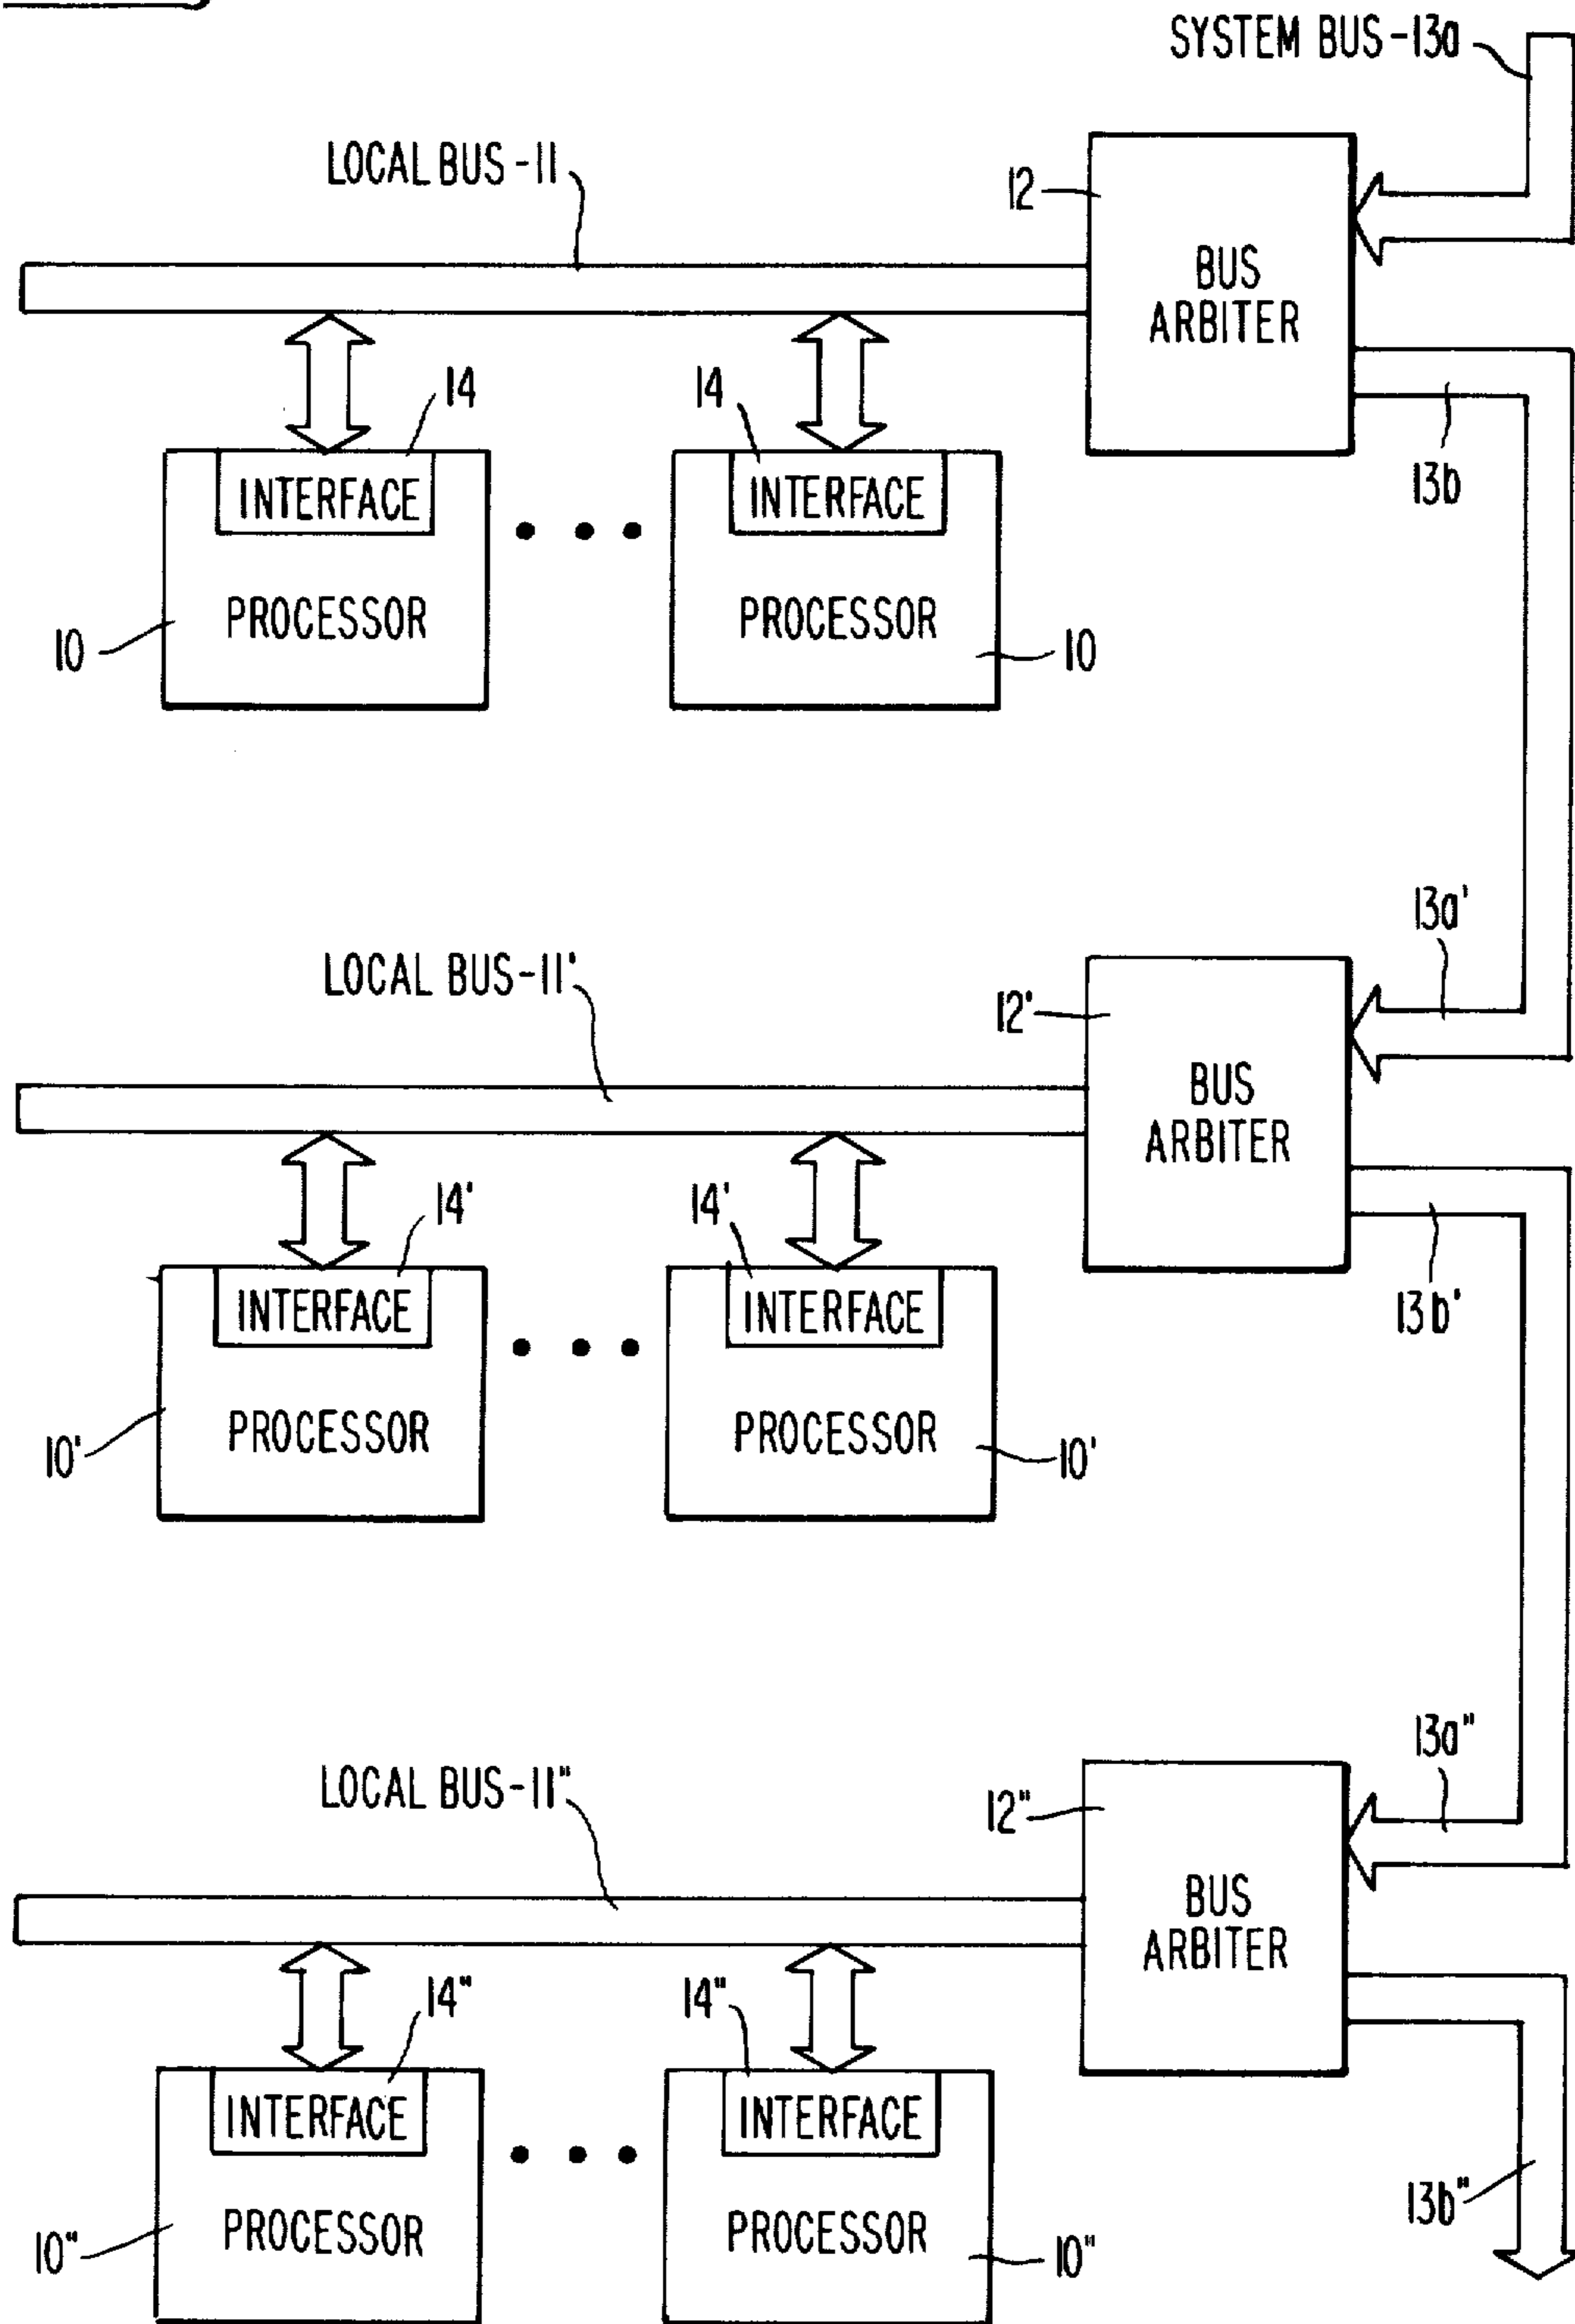 SYSTEM BUS-13a
LOCAL BUS-11
12
BUS
ARBITER
14
14
13b
INTERFACE
INTERFACE
PROCESSOR
PROCESSOR
10
10
13a'
LOCAL BUS-11'
12'
BUS
ARBITER
14'
14'
13b'
INTERFACE
INTERFACE
PROCESSOR
PROCESSOR
10'
10'
13a"
LOCAL BUS-11"
12"
BUS
ARBITER
14"
14"
INTERFACE
INTERFACE
13b"
PROCESSOR
PROCESSOR
10"
10"